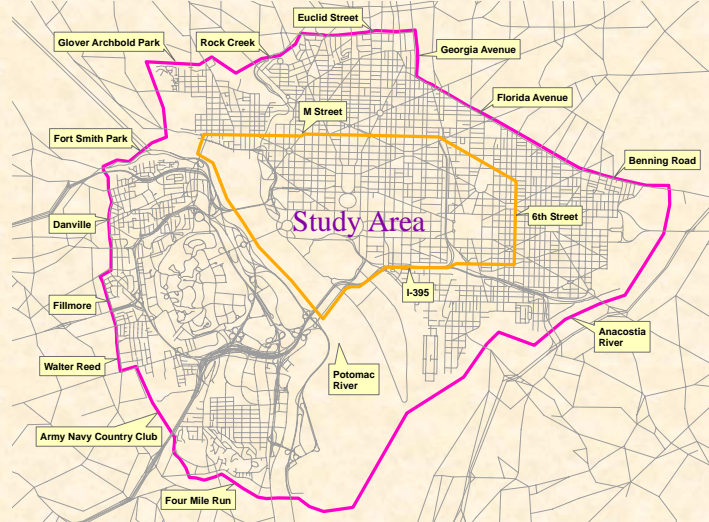 Euclid Street
Glover Archbold Park
Rock Creek
Georgia Avenue
Florida Avenue
M Street
Fort Smith Park
Benning Road
Danville
Study Area
6th Street
I-395
Fillmore
Anacostia
River
Walter Reed
Potomac
River
Army Navy Country Club
Four Mile Run